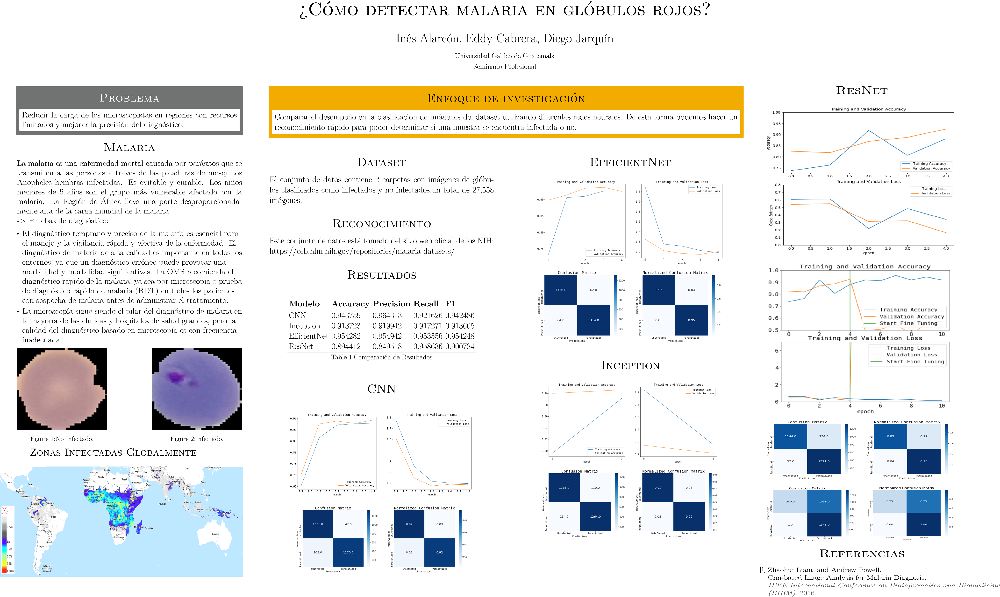 ¿Cómo detectar malaria en glóbulos rojos?
Inés Alarcón, Eddy Cabrera, Diego Jarquín
Universidad Galileo de Guatemala
Seminario Profesional
Problema
Reducir la carga de los microscopistas en regiones con recursos
limitados y mejorar la precisión del diagnóstico.
Malaria
La malaria es una enfermedad mortal causada por parásitos que se
transmiten a las personas a través de las picaduras de mosquitos
Anopheles hembras infectadas. Es evitable y curable. Los niños
menores de 5 años son el grupo más vulnerable afectado por la
malaria. La Región de África lleva una parte desproporcionada-
mente alta de la carga mundial de la malaria.
-> Pruebas de diagnóstico:
• El diagnóstico temprano y preciso de la malaria es esencial para
el manejo y la vigilancia rápida y efectiva de la enfermedad. El
diagnóstico de malaria de alta calidad es importante en todos los
entornos, ya que un diagnóstico erróneo puede provocar una
morbilidad y mortalidad significativas. La OMS recomienda el
diagnóstico rápido de la malaria, ya sea por microscopía o prueba
de diagnóstico rápido de malaria (RDT) en todos los pacientes
con sospecha de malaria antes de administrar el tratamiento.
• La microscopía sigue siendo el pilar del diagnóstico de malaria en
la mayoría de las clínicas y hospitales de salud grandes, pero la
calidad del diagnóstico basado en microscopía es con frecuencia
inadecuada.
Figure 1:No Infectado.
Figure 2:Infectado.
Zonas Infectadas Globalmente
0
0.5%
1%
25%
50%
75%
100%
Enfoque de investigación
Comparar el desempeño en la clasificación de imágenes del dataset utilizando diferentes redes neurales. De esta forma podemos hacer un
reconocimiento rápido para poder determinar si una muestra se encuentra infectada o no.
Dataset
El conjunto de datos contiene 2 carpetas con imágenes de glóbu-
los clasificados como infectados y no infectados,un total de 27,558
imágenes.
Reconocimiento
Este conjunto de datos está tomado del sitio web oficial de los NIH:
https://ceb.nlm.nih.gov/repositories/malaria-datasets/
Resultados
Modelo Accuracy Precision Recall F1
CNN 0.943759 0.964313 0.921626 0.942486
Inception 0.918723 0.919942 0.917271 0.918605
EfficientNet 0.954282 0.954942 0.953556 0.954248
ResNet 0.894412 0.849518 0.958636 0.900784
Table 1:Comparación de Resultados
CNN
Training and Validation Accuracy
Training Accuracy
Validation Accuracy
epoch
Training and Validation Loss
Training Loss
Validation Loss
epoch
Confusion Matrix
1331.0 47.0
108.0 1270.0
Observations
Uninfected Parasitized
Predictions
Normalized Confusion Matrix
0.97 0.03
0.08 0.92
Observations
Uninfected Parasitized
Predictions
EfficientNet
Training and Validation Accuracy
Training Accuracy
Validation Accuracy
epoch
Training and Validation Loss
Training Loss
Validation Loss
epoch
Confusion Matrix
1316.0 62.0
64.0 1314.0
Observations
Uninfected Parasitized
Predictions
Normalized Confusion Matrix
0.96 0.04
0.05 0.95
Observations
Uninfected Parasitized
Predictions
Inception
Training and Validation Accuracy
Training Accuracy
Validation Accuracy
epoch
Training and Validation Loss
Training Loss
Validation Loss
epoch
Confusion Matrix
1268.0 110.0
114.0 1264.0
Observations
Uninfected Parasitized
Predictions
Normalized Confusion Matrix
0.92 0.08
0.08 0.92
Observations
Uninfected Parasitized
Predictions
ResNet
Training and Validation Accuracy
Accuracy
Training Accuracy
Validation Accuracy
Training and Validation Loss
Cross Entropy
Training Loss
Validation Loss
epoch
Training and Validation Accuracy
Training Accuracy
Validation Accuracy
Start Fine Tuning
Training and Validation Loss
Training Loss
Validation Loss
Start Fine Tuning
epoch
Confusion Matrix
1144.0 234.0
57.0 1321.0
Observations
Uninfected Parasitized
Predictions
Normalized Confusion Matrix
0.83 0.17
0.04 0.96
Observations
Uninfected Parasitized
Predictions
Confusion Matrix
340.0 1038.0
1.0 1345.0
Observations
Uninfected Parasitized
Predictions
Normalized Confusion Matrix
0.25 0.75
0.00 1.00
Referencias
[1] Zhaohui Liang and Andrew Powell.
Cnn-based Image Analysis for Malaria Diagnosis.
IEEE International Conference on Bioinformatics and Biomedicine
(BIBM), 2016.